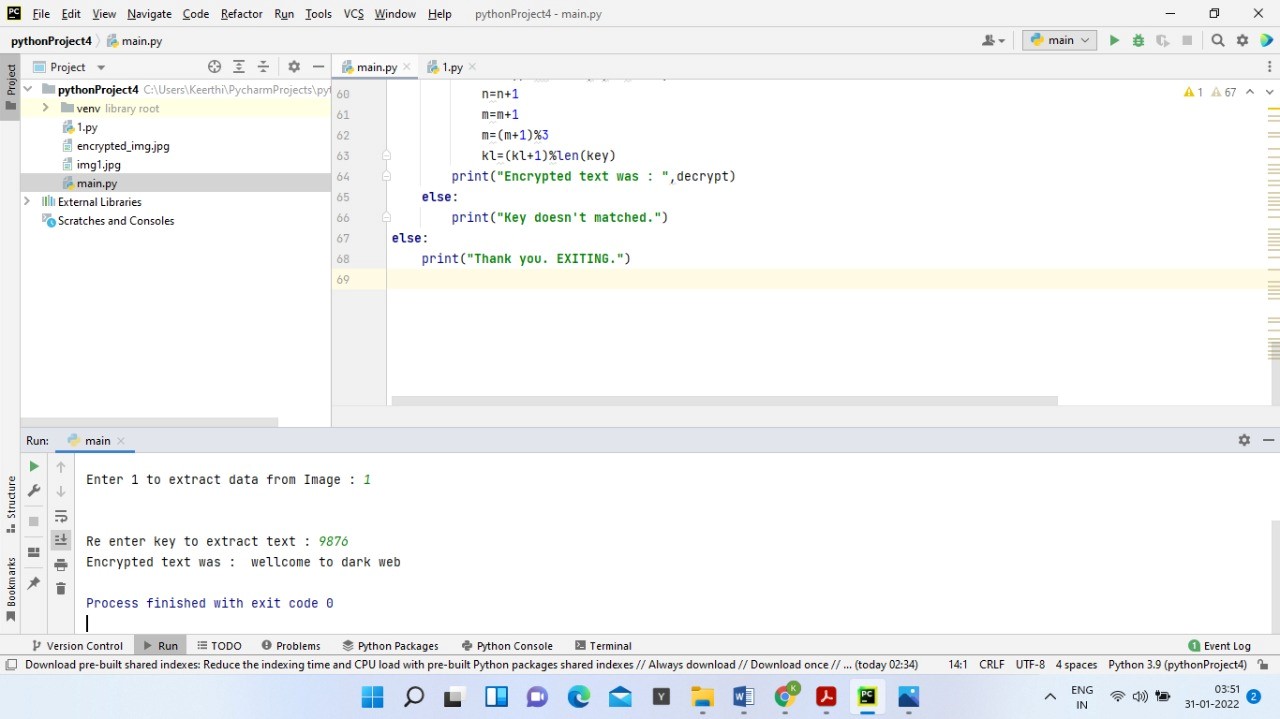 File Edit View Navigate Code Refactor Run Tools VCS Window Help pythonProject4 - main.py
pythonProject4 main.py main
Project Project main.py 1.py
pythonProject4 C:\Users\Keerthi\PycharmProjects\pyt
venv library root
1.py
encrypted_img.jpg
img1.jpg
main.py
External Libraries
Scratches and Consoles
1 67
60 n=n+1
61 m=m+1
62 m=(m+1)%3
63 kl=(kl+1)%len(key)
64 print("Encrypted text was : ",decrypt)
65 else:
66 print("Key doesn't matched.")
67 else:
68 print("Thank you. EXITING.")
69
Run: main
Structure
Bookmarks
Enter 1 to extract data from Image : 1
Re enter key to extract text : 9876
Encrypted text was :  wellcome to dark web
Process finished with exit code 0
Version Control Run TODO Problems Python Packages Python Console Terminal Event Log
Download pre-built shared indexes: Reduce the indexing time and CPU load with pre-built Python packages shared indexes // Always download // Download once // ... (today 02:34) 14:1 CRLF UTF-8 4 spaces Python 3.9 (pythonProject4)
ENG
IN
03:51
31-01-2022
2